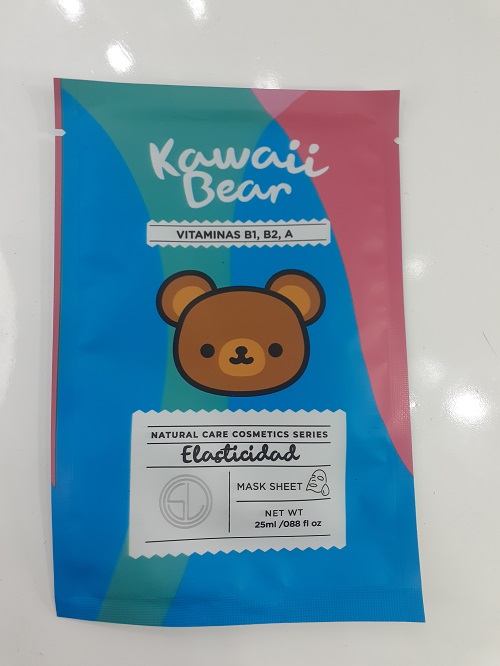 Kawaii
Bear
VITAMINAS B1, B2, A
NATURAL CARE COSMETICS SERIES
Elasticidad
MASK SHEET
NET WT
25ml /088 fl oz